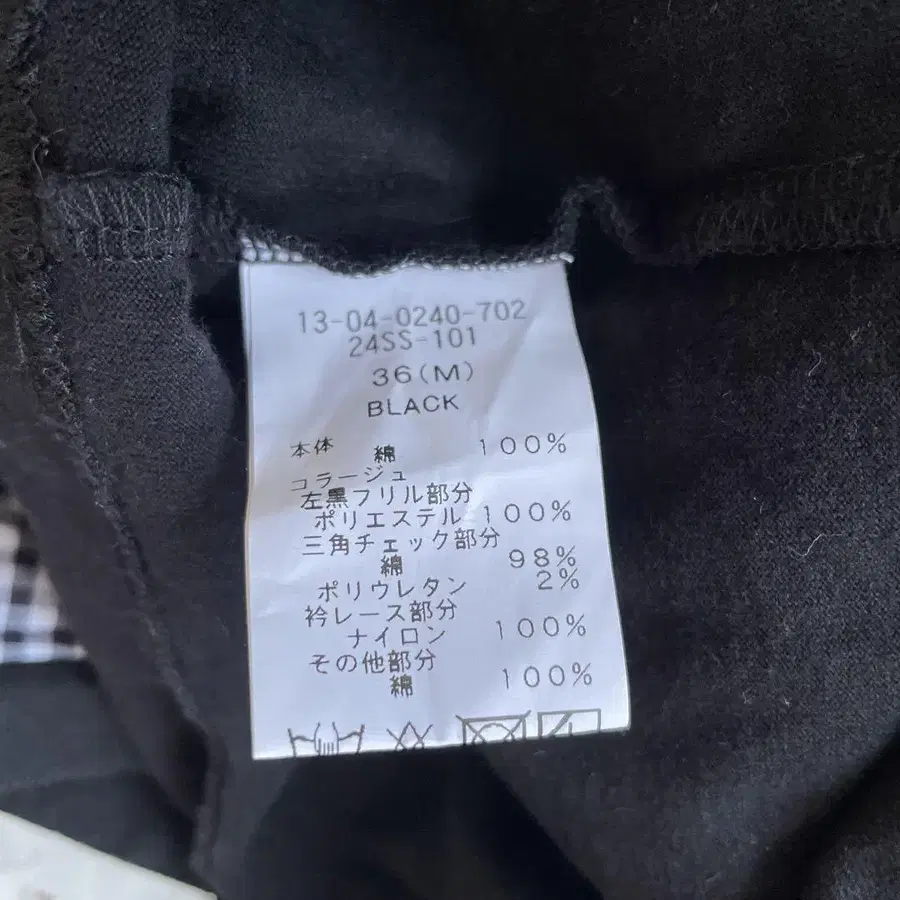 13-04-0240-702
24SS-101
36(M)
BLACK
本体 綿 100%
コラージュ
左黒フリル部分
ポリエステル 100%
三角チェック部分
綿 98%
ポリウレタン 2%
衿レース部分
ナイロン 100%
その他部分
綿 100%